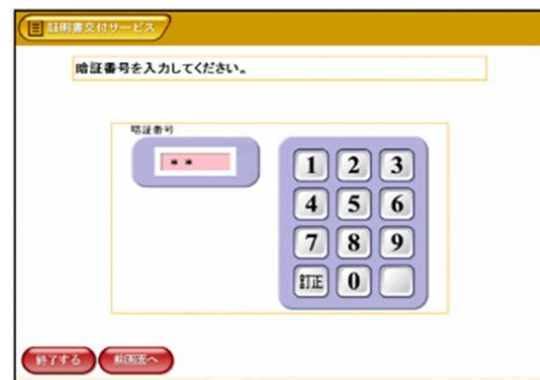 証明書交付サービス
暗証番号を入力してください。
暗証番号
* *
1 2 3
4 5 6
7 8 9
訂正 0
終了する 前画面へ